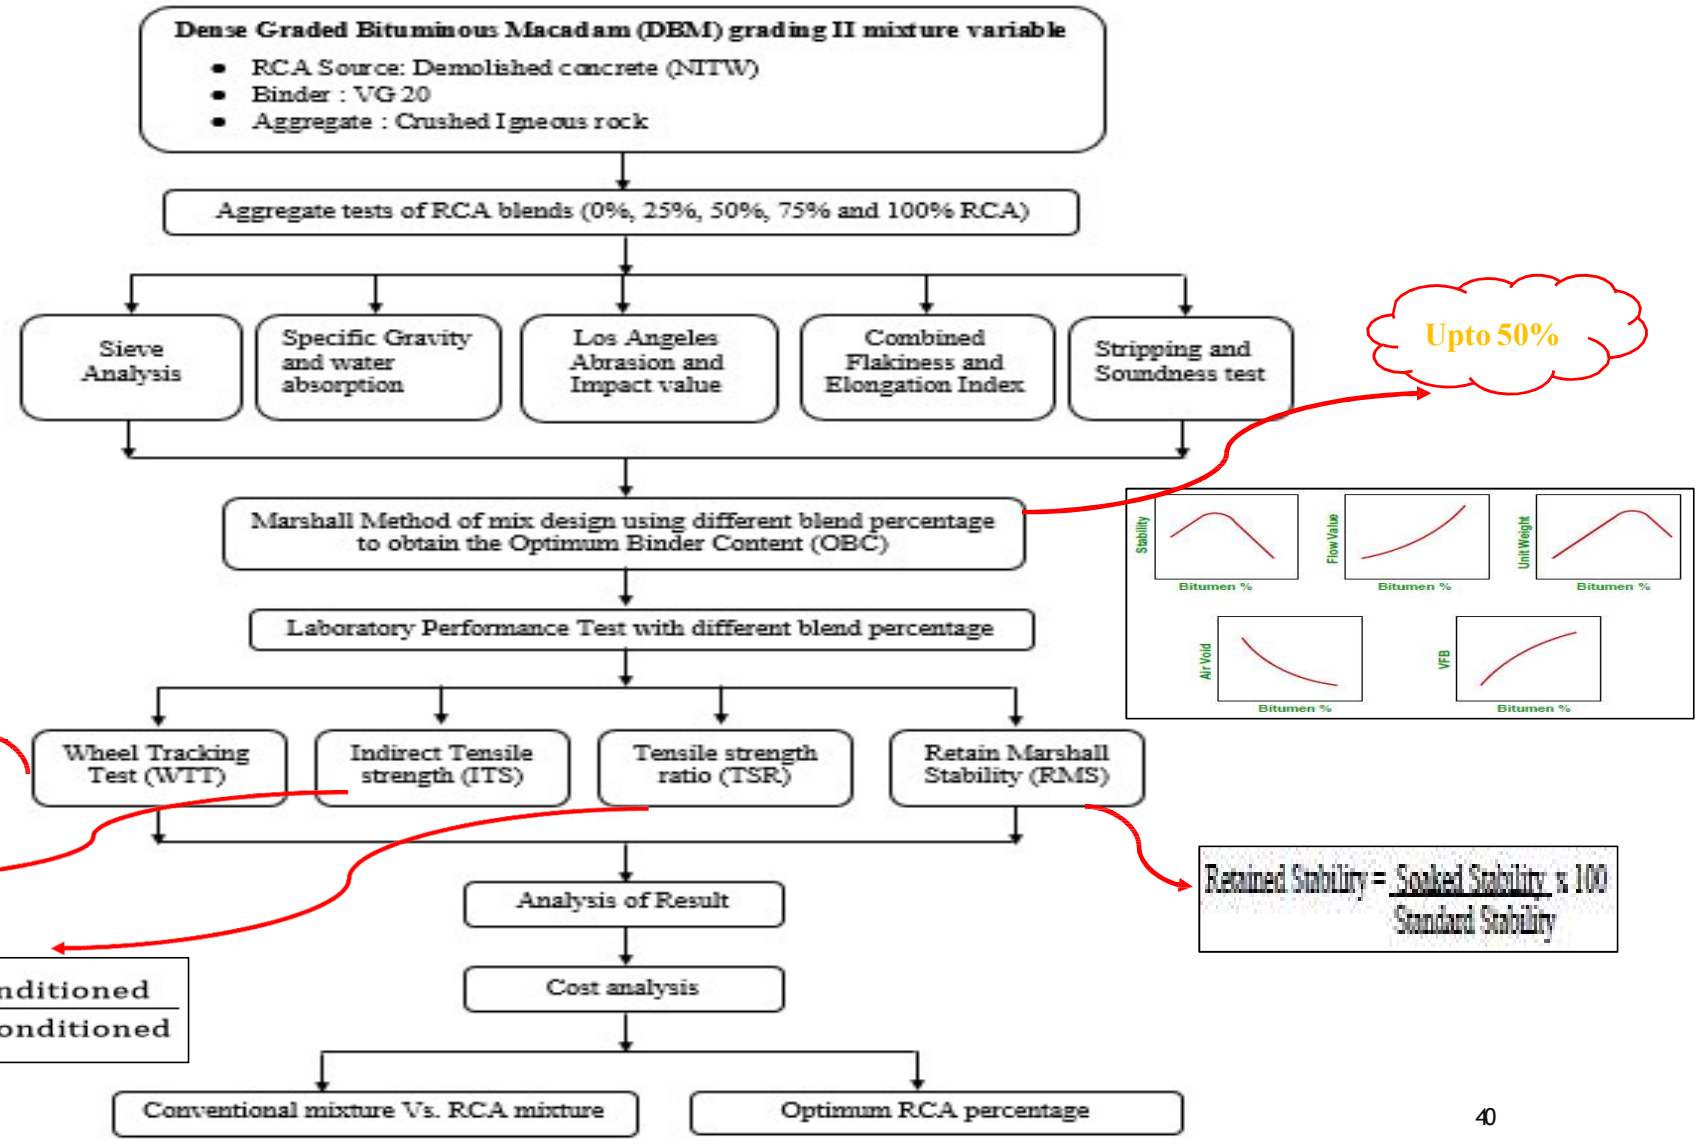 Dense Graded Bituminous Macadam (DBM) grading II mixture variable
• RCA Source: Demolished concrete (NITW)
• Binder : VG 20
• Aggregate : Crushed Igneous rock
Aggregate tests of RCA blends (0%, 25%, 50%, 75% and 100% RCA)
Sieve
Analysis
Specific Gravity
and water
absorption
Los Angeles
Abrasion and
Impact value
Combined
Flakiness and
Elongation Index
Stripping and
Soundness test
Upto 50%
Marshall Method of mix design using different blend percentage
to obtain the Optimum Binder Content (OBC)
Stability
Bitumen %
Flow Value
Bitumen %
Unit Weight
Bitumen %
Air Void
Bitumen %
VFB
Bitumen %
Laboratory Performance Test with different blend percentage
Wheel Tracking
Test (WTT)
Indirect Tensile
strength (ITS)
Tensile strength
ratio (TSR)
Retain Marshall
Stability (RMS)
Retained Stability = Soaked Stability x 100
Standard Stability
Analysis of Result
nditioned
onditioned
Cost analysis
Conventional mixture Vs. RCA mixture
Optimum RCA percentage
40